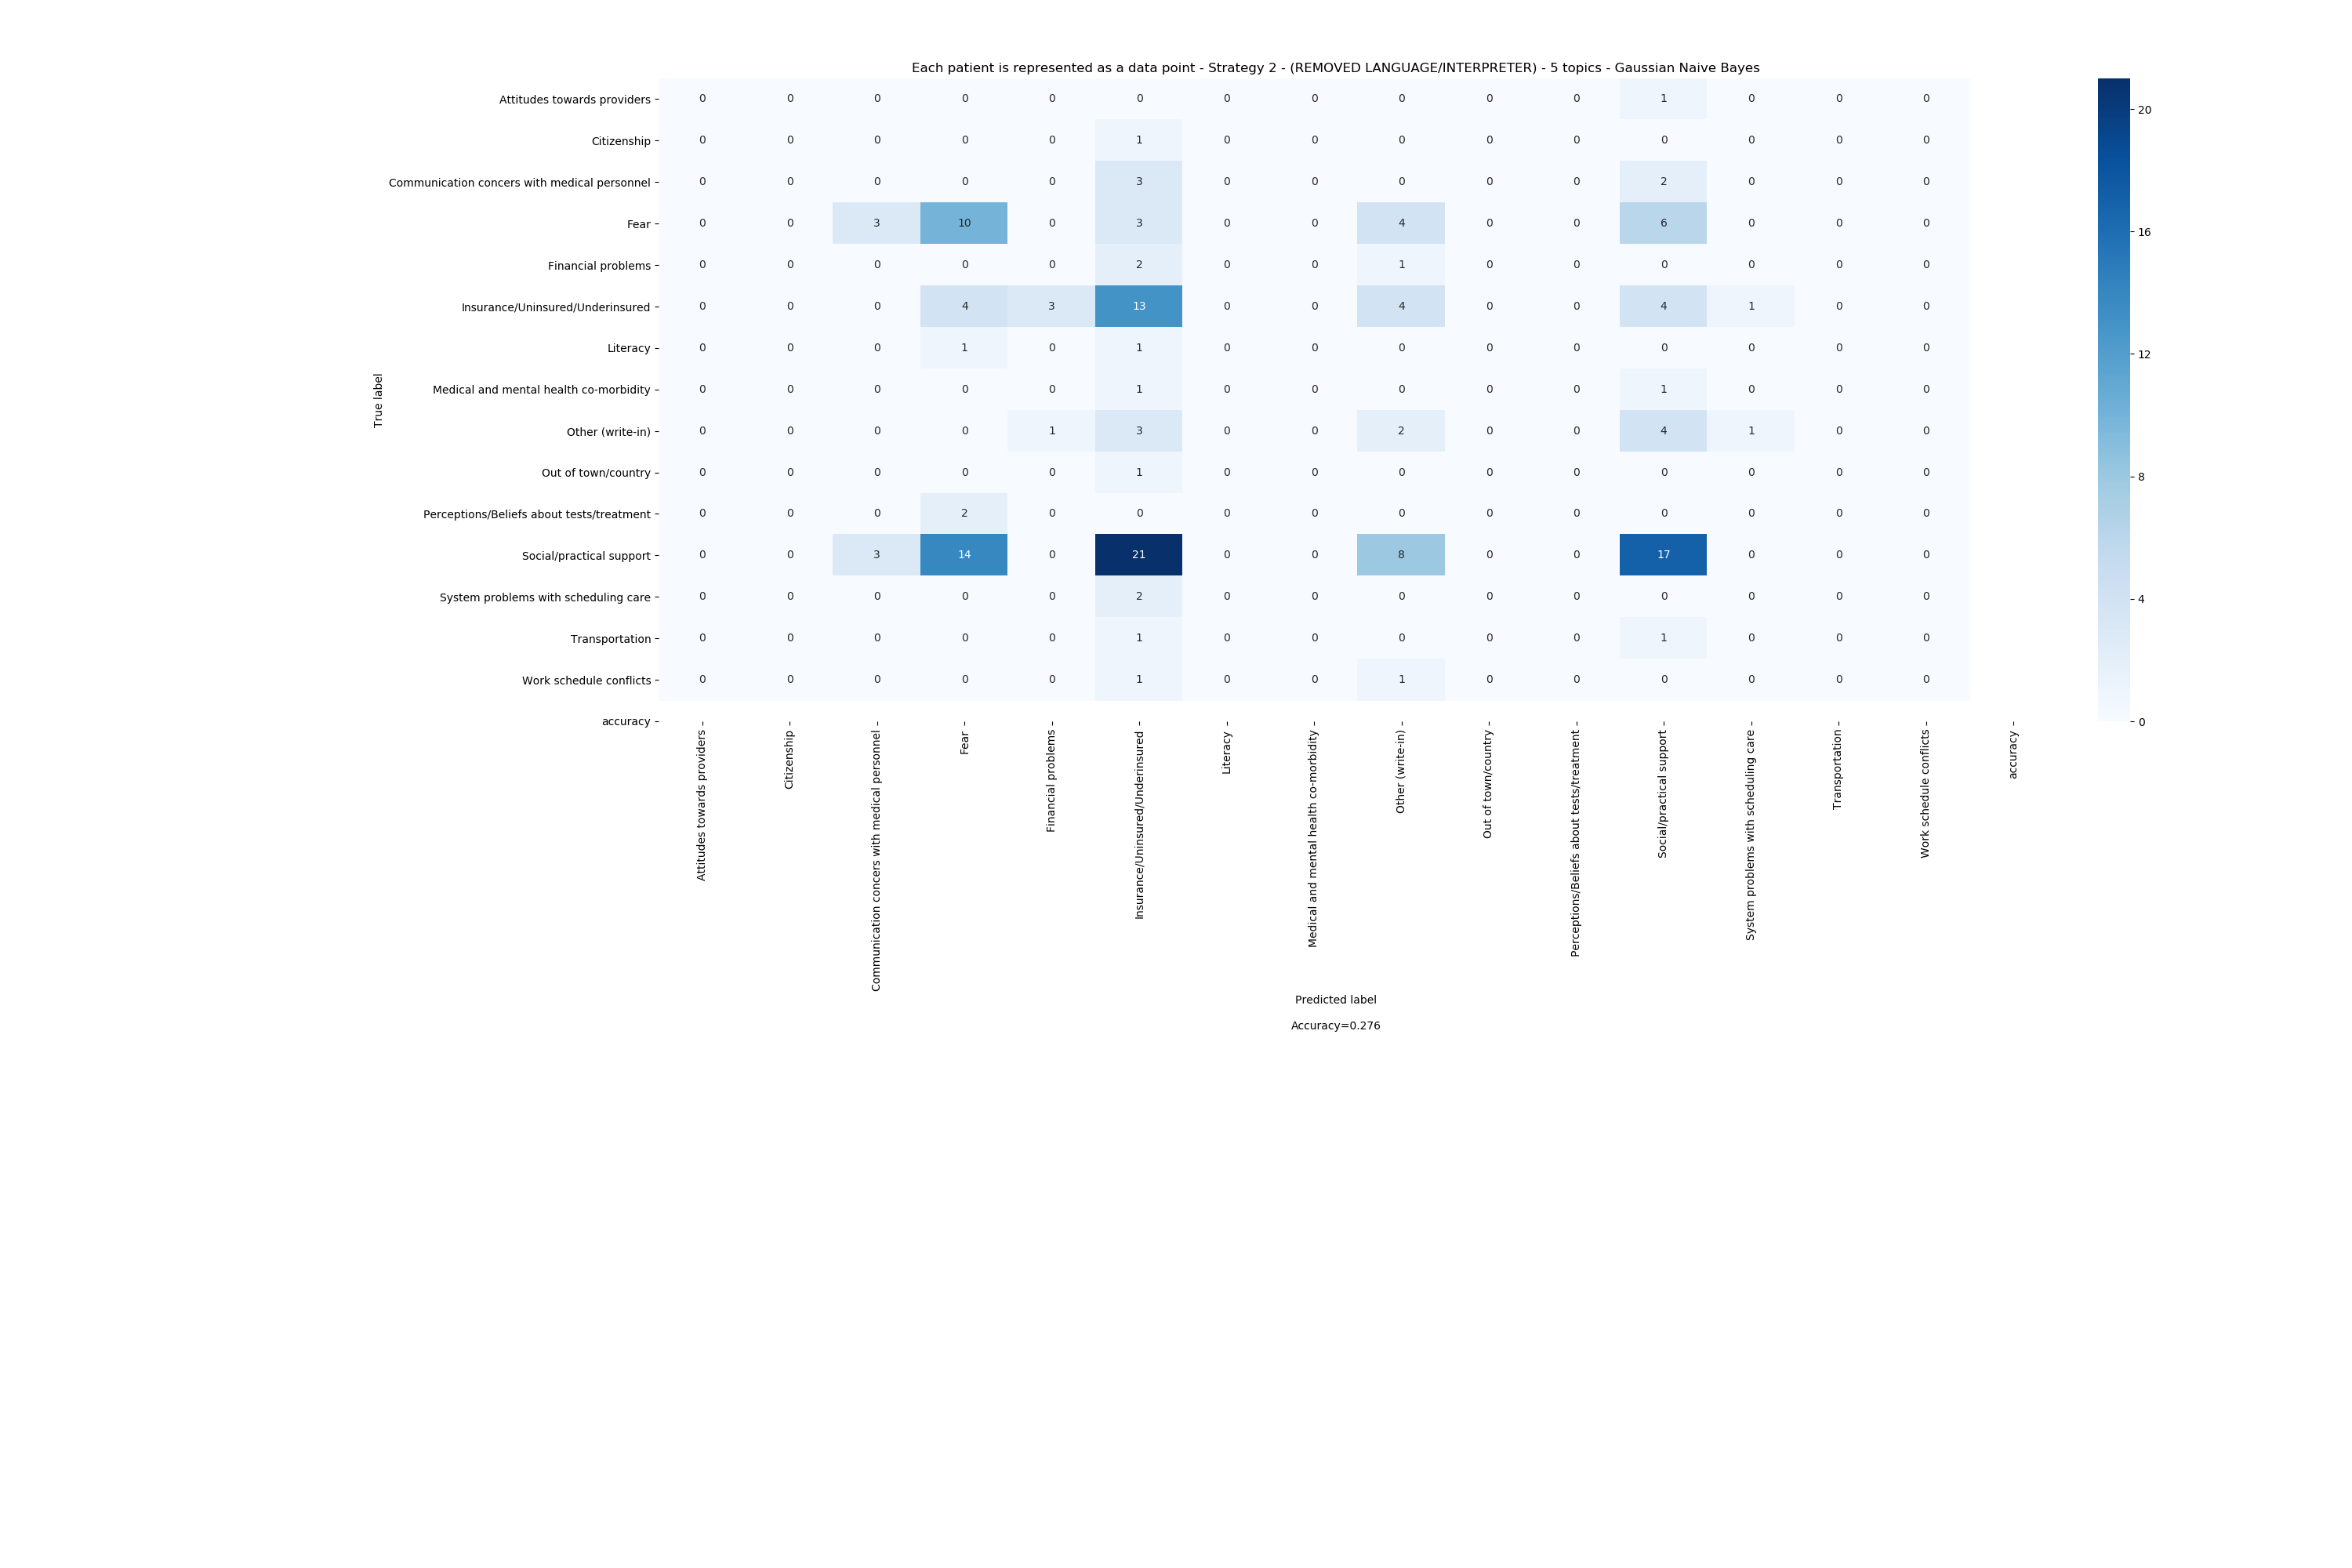 Each patient is represented as a data point - Strategy 2 - (REMOVED LANGUAGE/INTERPRETER) - 5 topics - Gaussian Naive Bayes
Attitudes towards providers 0 0 0 0 0 0 0 0 0 0 0 1 0 0 0
Citizenship 0 0 0 0 0 1 0 0 0 0 0 0 0 0 0
Communication concers with medical personnel 0 0 0 0 0 3 0 0 0 0 0 2 0 0 0
Fear 0 0 3 10 0 3 0 0 4 0 0 6 0 0 0
Financial problems 0 0 0 0 0 2 0 0 1 0 0 0 0 0 0
Insurance/Uninsured/Underinsured 0 0 0 4 3 13 0 0 4 0 0 4 1 0 0
Literacy 0 0 0 1 0 1 0 0 0 0 0 0 0 0 0
Medical and mental health co-morbidity 0 0 0 0 0 1 0 0 0 0 0 1 0 0 0
Other (write-in) 0 0 0 0 1 3 0 0 2 0 0 4 1 0 0
Out of town/country 0 0 0 0 0 1 0 0 0 0 0 0 0 0 0
Perceptions/Beliefs about tests/treatment 0 0 0 2 0 0 0 0 0 0 0 0 0 0 0
Social/practical support 0 0 3 14 0 21 0 0 8 0 0 17 0 0 0
System problems with scheduling care 0 0 0 0 0 2 0 0 0 0 0 0 0 0 0
Transportation 0 0 0 0 0 1 0 0 0 0 0 1 0 0 0
Work schedule conflicts 0 0 0 0 0 1 0 0 1 0 0 0 0 0 0
accuracy
True label
Attitudes towards providers
Citizenship
Communication concers with medical personnel
Fear
Financial problems
Insurance/Uninsured/Underinsured
Literacy
Medical and mental health co-morbidity
Other (write-in)
Out of town/country
Perceptions/Beliefs about tests/treatment
Social/practical support
System problems with scheduling care
Transportation
Work schedule conflicts
accuracy
Predicted label
Accuracy=0.276
20
16
12
8
4
0